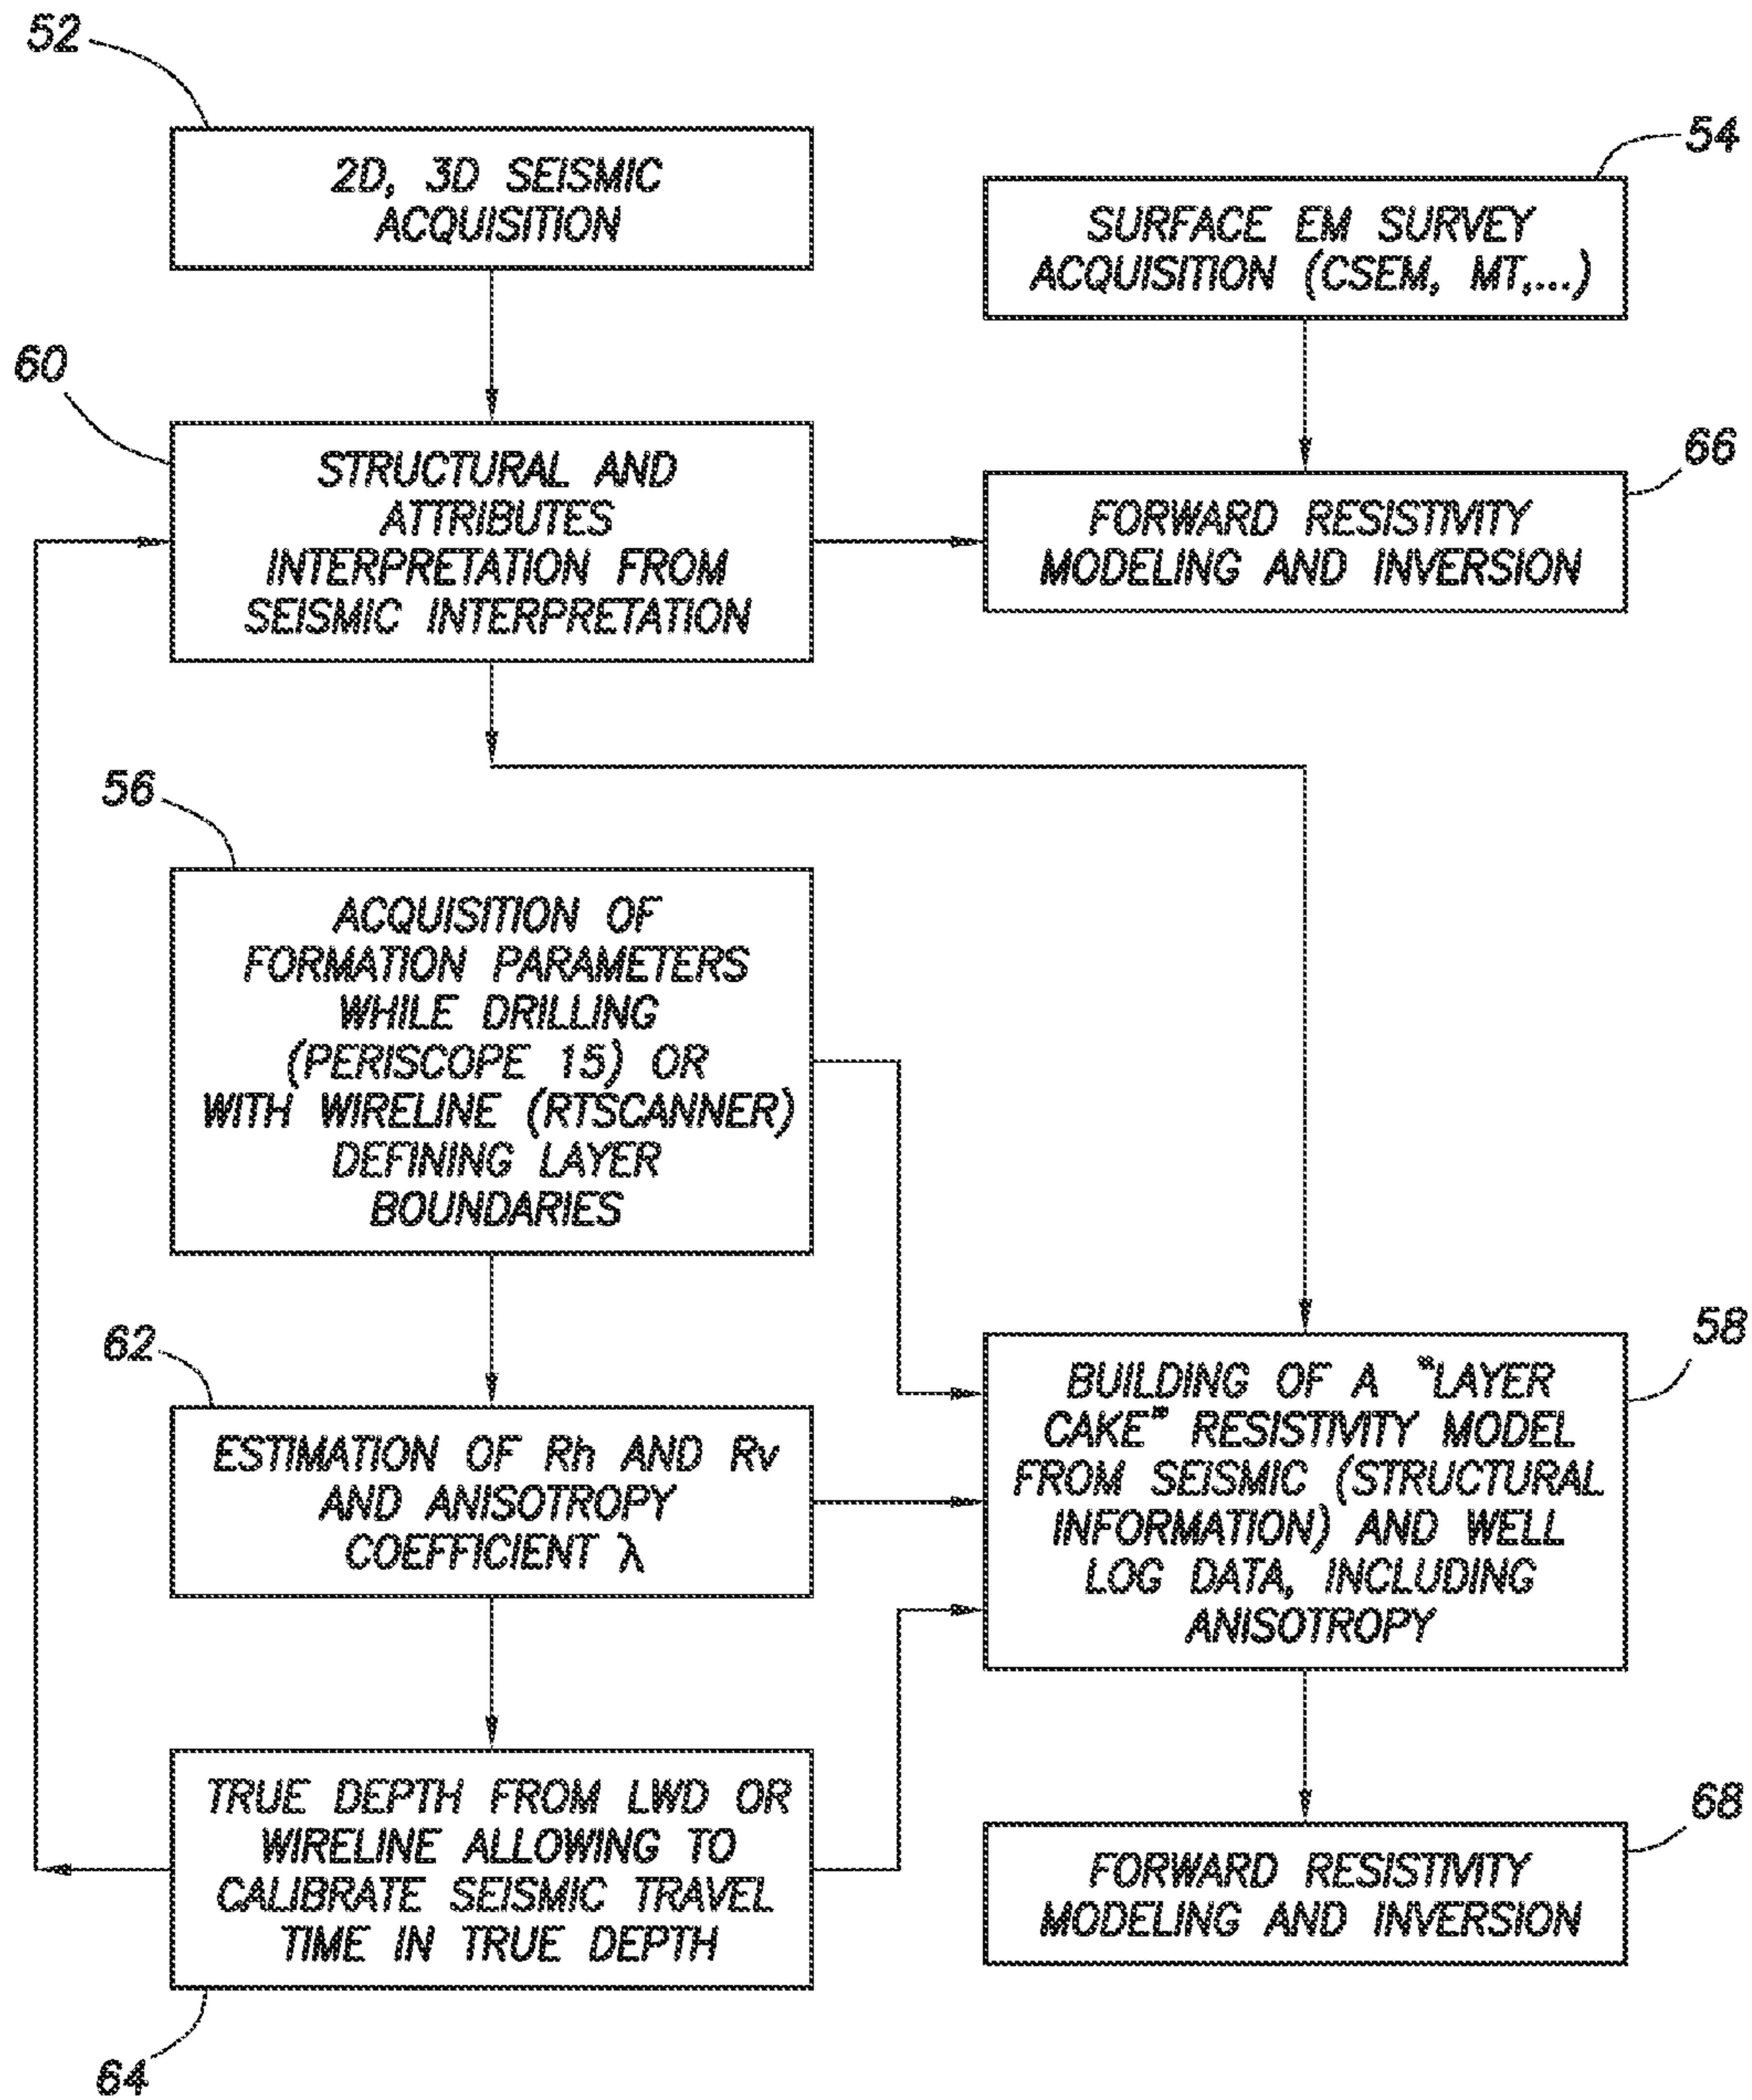 52
2D, 3D SEISMIC
ACQUISITION
54
SURFACE EM SURVEY
ACQUISITION (CSEM, MT,...)
60
STRUCTURAL AND
ATTRIBUTES
INTERPRETATION FROM
SEISMIC INTERPRETATION
66
FORWARD RESISTIVITY
MODELING AND INVERSION
56
ACQUISITION OF
FORMATION PARAMETERS
WHILE DRILLING
(PERISCOPE 15) OR
WITH WIRELINE (RTSCANNER)
DEFINING LAYER
BOUNDARIES
62
ESTIMATION OF Rh AND Rv
AND ANISOTROPY
COEFFICIENT λ
58
BUILDING OF A "LAYER
CAKE" RESISTIVITY MODEL
FROM SEISMIC (STRUCTURAL
INFORMATION) AND WELL
LOG DATA, INCLUDING
ANISOTROPY
TRUE DEPTH FROM LWD OR
WIRELINE ALLOWING TO
CALIBRATE SEISMIC TRAVEL
TIME IN TRUE DEPTH
64
68
FORWARD RESISTIVITY
MODELING AND INVERSION